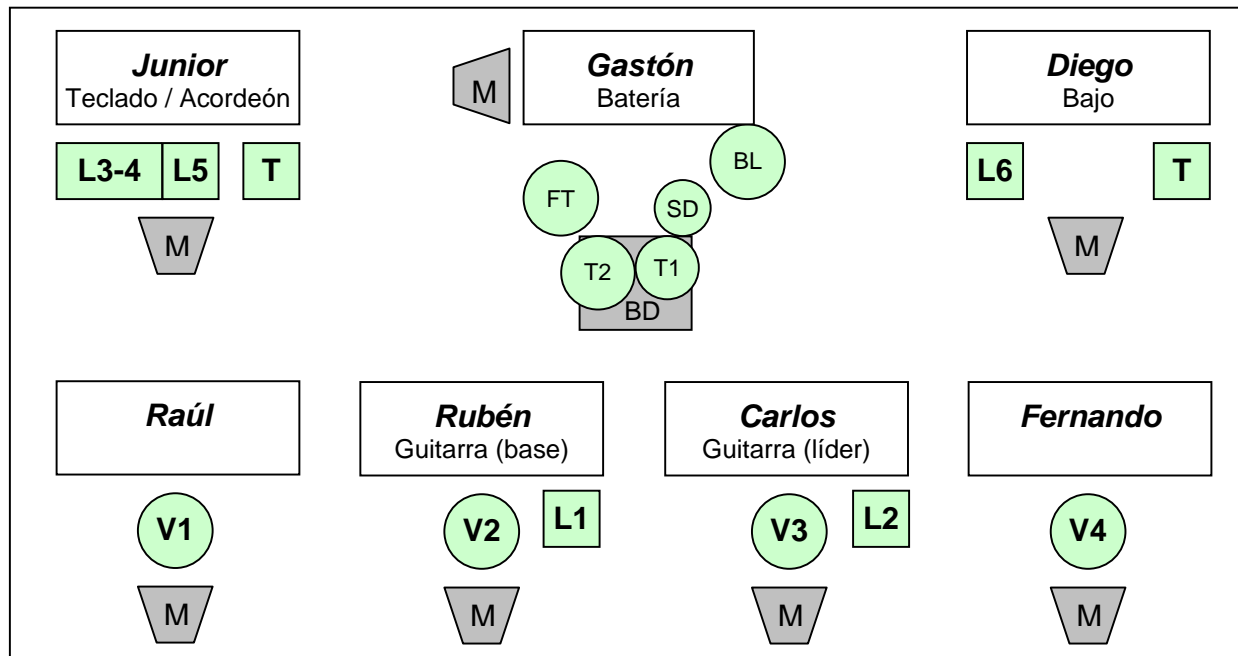 Junior
Teclado / Acordeón
M
Gastón
Batería
Diego
Bajo
L3-4
L5
T
M
FT
SD
BL
T2
T1
BD
L6
T
M
Raúl
Rubén
Guitarra (base)
Carlos
Guitarra (líder)
Fernando
V1
V2
L1
V3
L2
V4
M
M
M
M